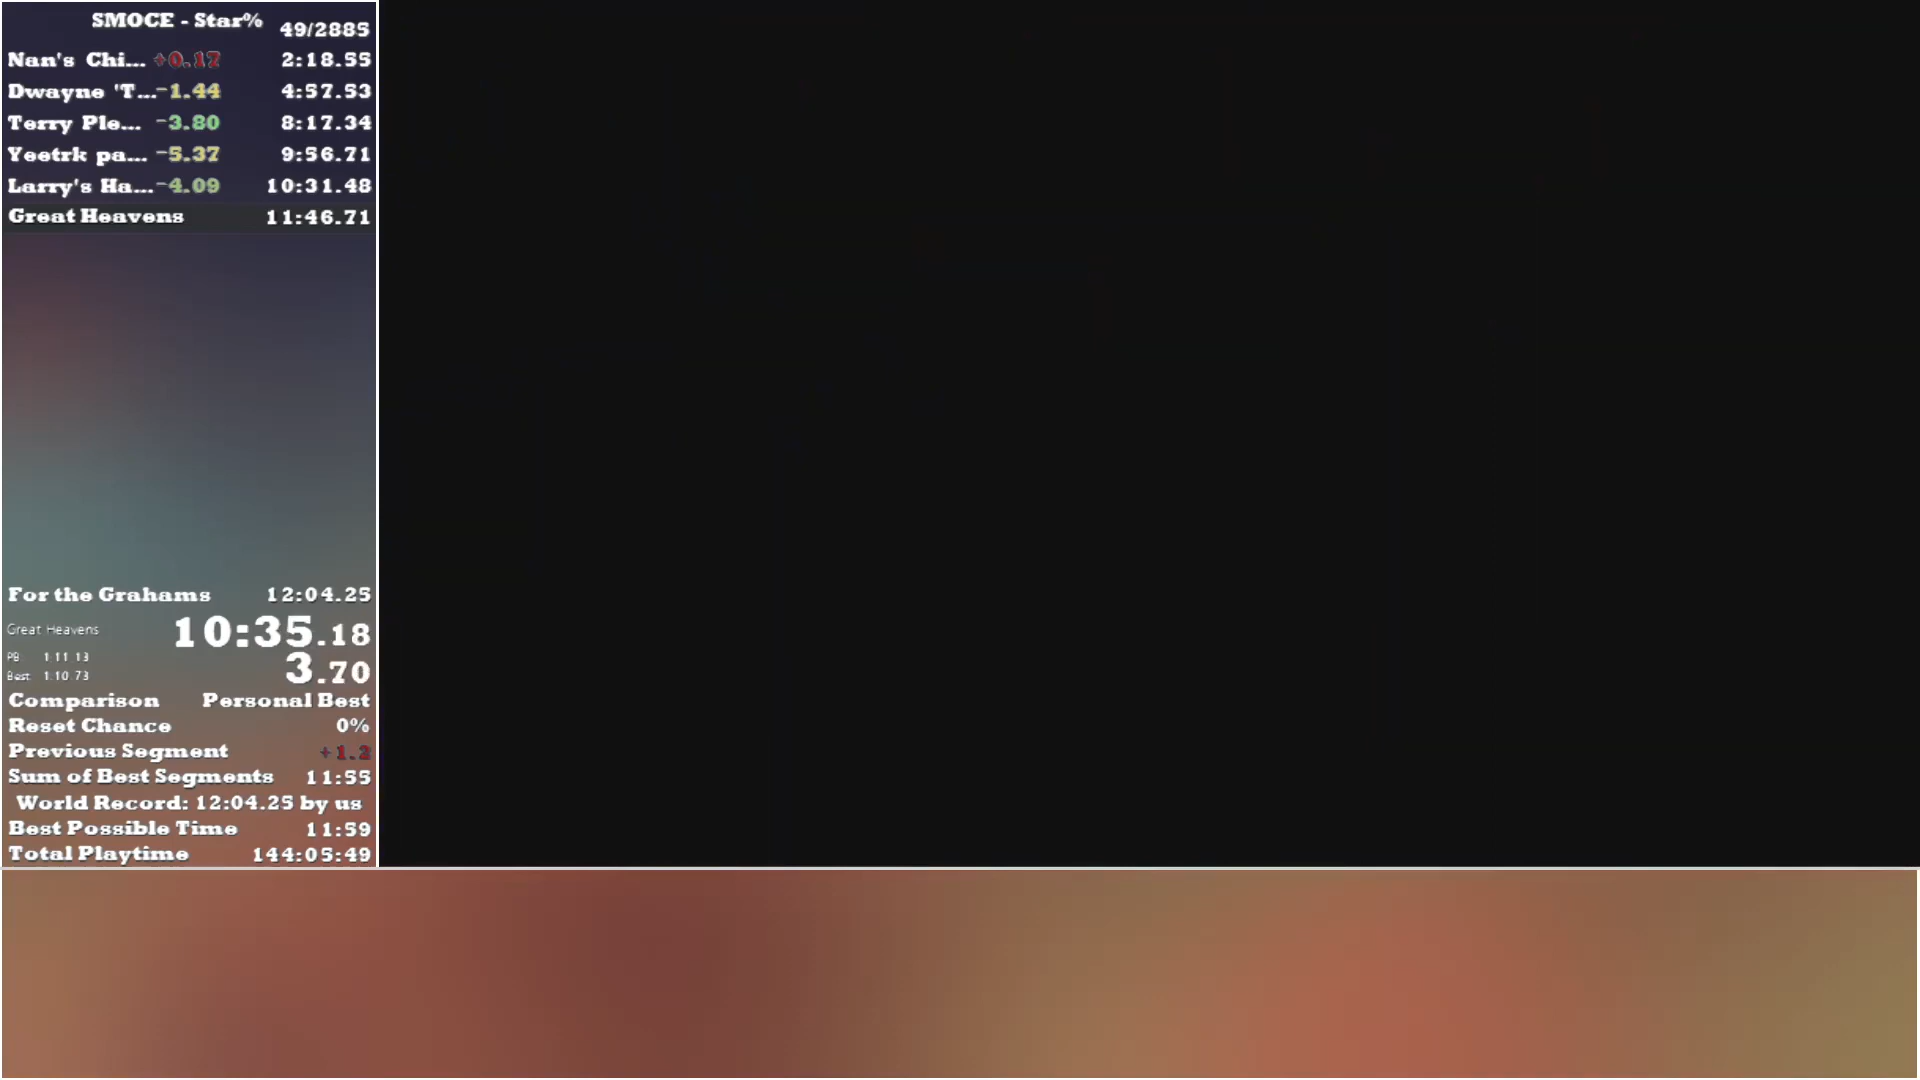 SMOCE - Star%
49/2885
Nan's Chi... +0.17 2:18.55
Dwayne 'T... -1.44 4:57.53
Terry Ple... -3.80 8:17.34
Yeetrk pa... -5.37 9:56.71
Larry's Ha... -4.09 10:31.48
Great Heavens 11:46.71
For the Grahams 12:04.25
10:35.18
Great Heavens
PB 1:11.13
3.70
Best: 1:10.73
Comparison Personal Best
Reset Chance 0%
Previous Segment +1.2
Sum of Best Segments 11:55
World Record: 12:04.25 by us
Best Possible Time 11:59
Total Playtime 144:05:49